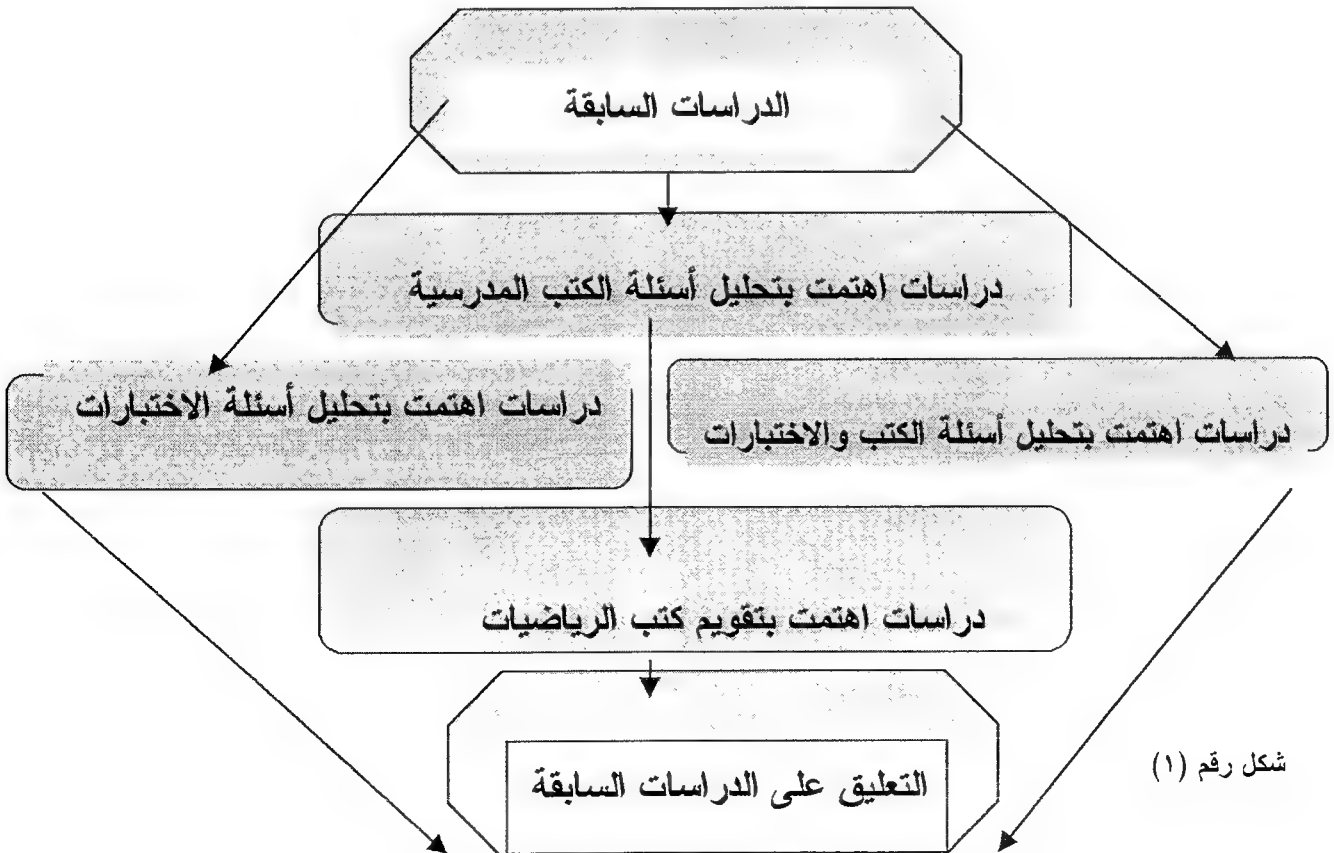 الدراسات السابقة
دراسات اهتمت بتحليل أسئلة الكتب المدرسية
دراسات اهتمت بتحليل أسئلة الكتب والاختبارات
دراسات اهتمت بتحليل أسئلة الاختبارات
دراسات اهتمت بتقويم كتب الرياضيات
التعليق على الدراسات السابقة
شكل رقم (١)